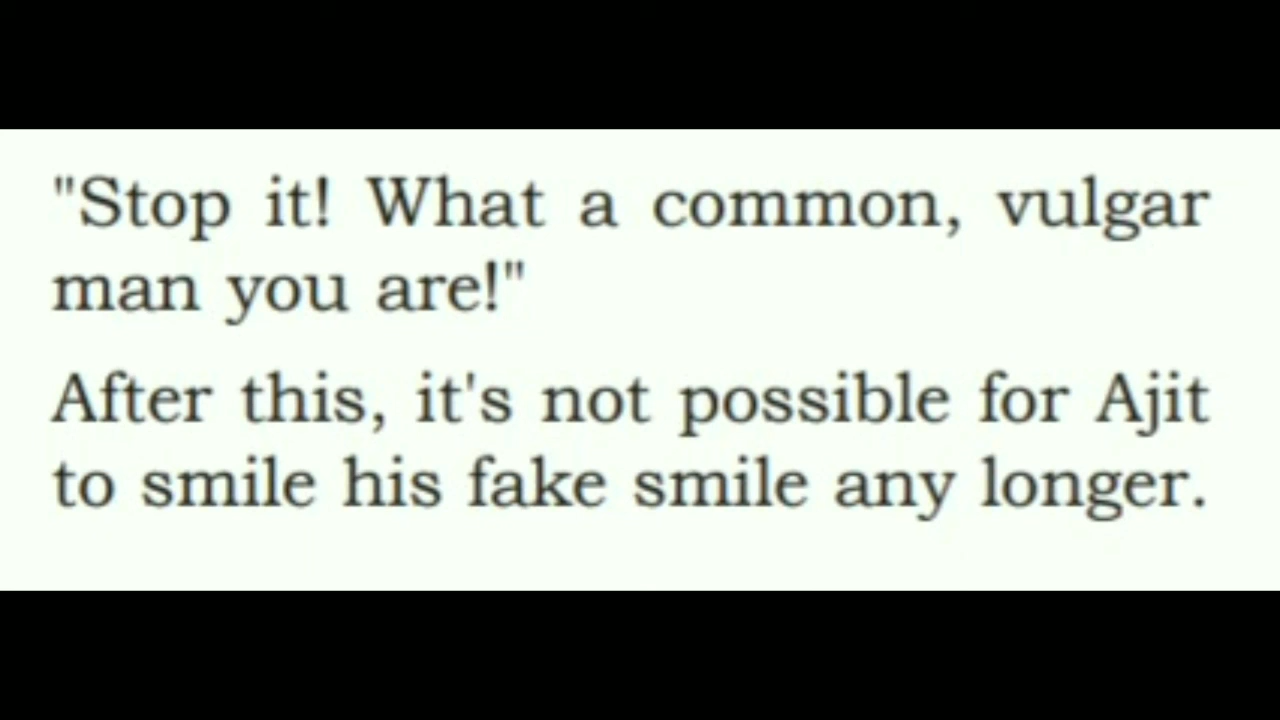 "Stop it! What a common, vulgar
man you are!"
After this, it's not possible for Ajit
to smile his fake smile any longer.